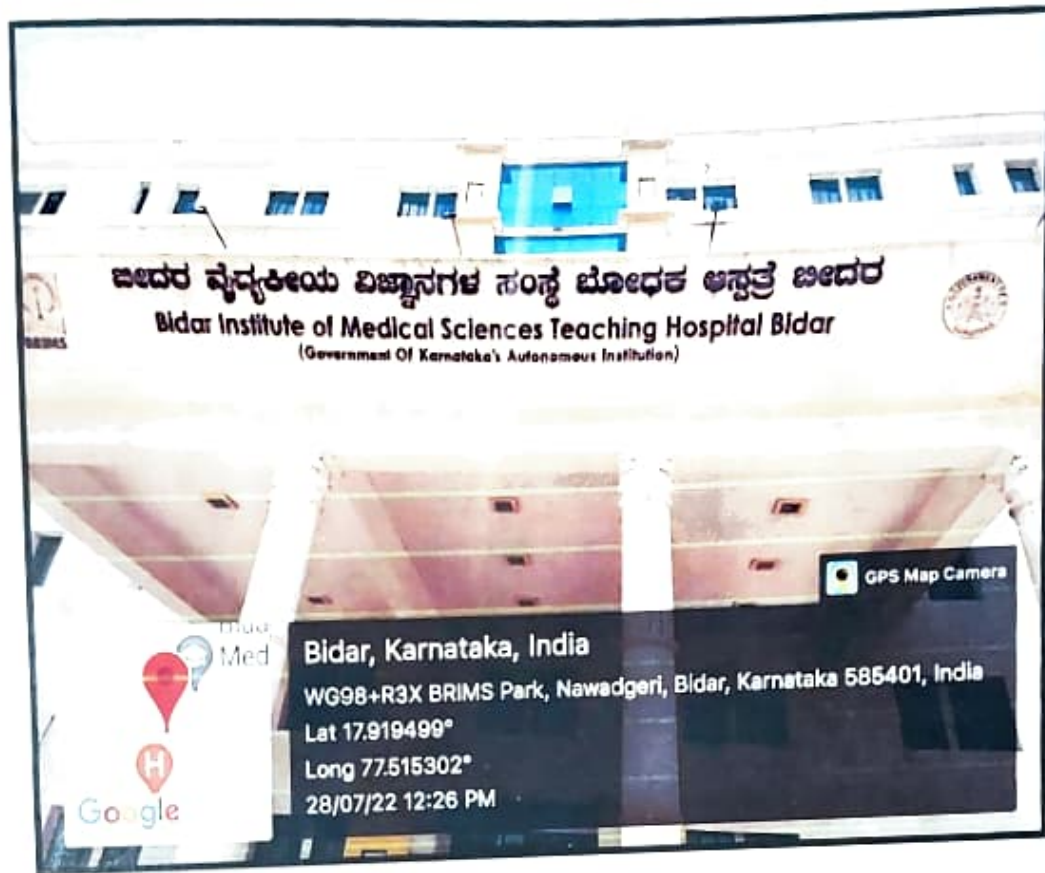 ಬೀದರ ವೈದ್ಯಕೀಯ ವಿಜ್ಞಾನಗಳ ಸಂಸ್ಥೆ ಬೋಧಕ ಆಸ್ಪತ್ರೆ ಬೀದರ
Bidar Institute of Medical Sciences Teaching Hospital Bidar
(Government Of Karnataka's Autonomous Institution)
BRIMS
GPS Map Camera
Med
Bidar, Karnataka, India
WG98+R3X BRIMS Park, Nawadgeri, Bidar, Karnataka 585401, India
Lat 17.919499°
Long 77.515302°
28/07/22 12:26 PM
H
Google